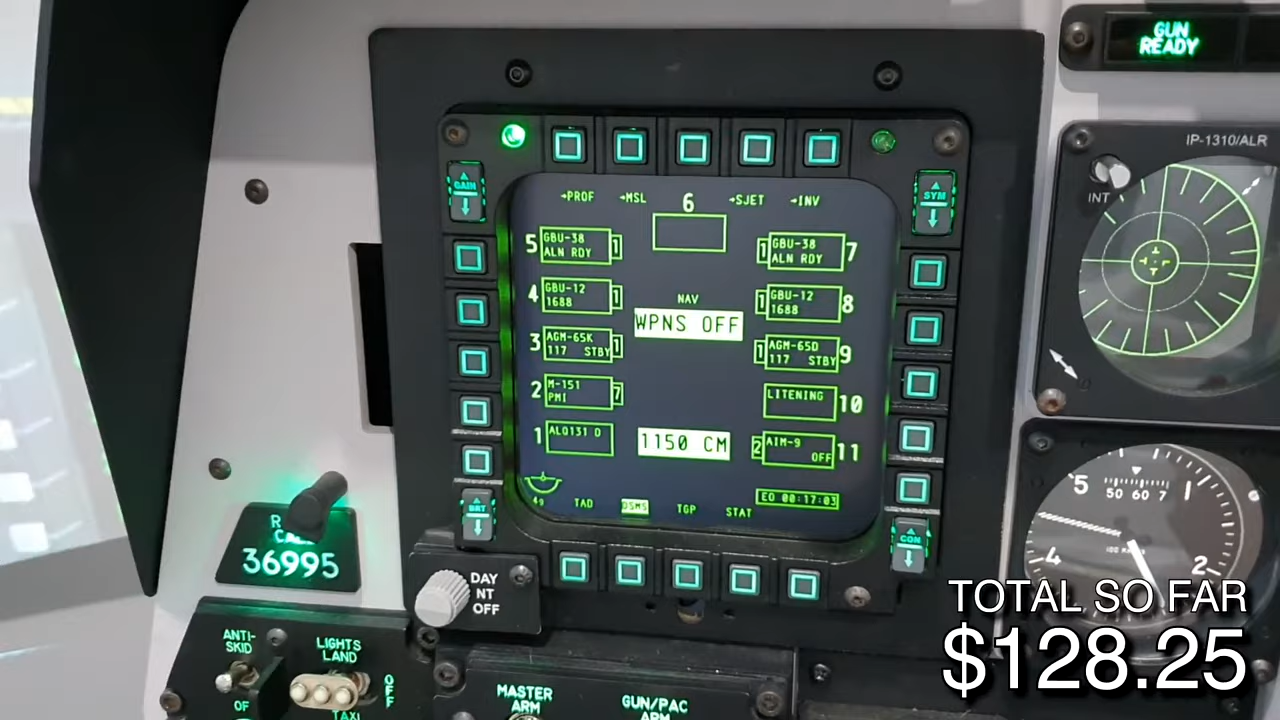 GUN
READY
IP-1310/ALR
INT
GAIN
SYM
→PROF →MSL 6 →SJET →INV
5 GBU-38 1
ALN RDY
1 GBU-38 7
ALN RDY
4 GBU-12 1
1688
1 GBU-12 8
1688
NAV
WPNS OFF
3 AGM-65K 1
117 STBY
1 AGM-65D 9
117 STBY
2 M-151 7
PMI
LITENING 10
1 ALQ131 D
1150 CM
2 AIM-9 11
OFF
EO 00:17:03
TAD DSMS TGP STAT
BRT
CON
36995
DAY
NT
OFF
5 50 60 7 1
4 2
ANTI-
SKID
LIGHTS
LAND
OFF
TAXI
OF
MASTER
ARM
GUN/PAC
ARM
TOTAL SO FAR
$128.25